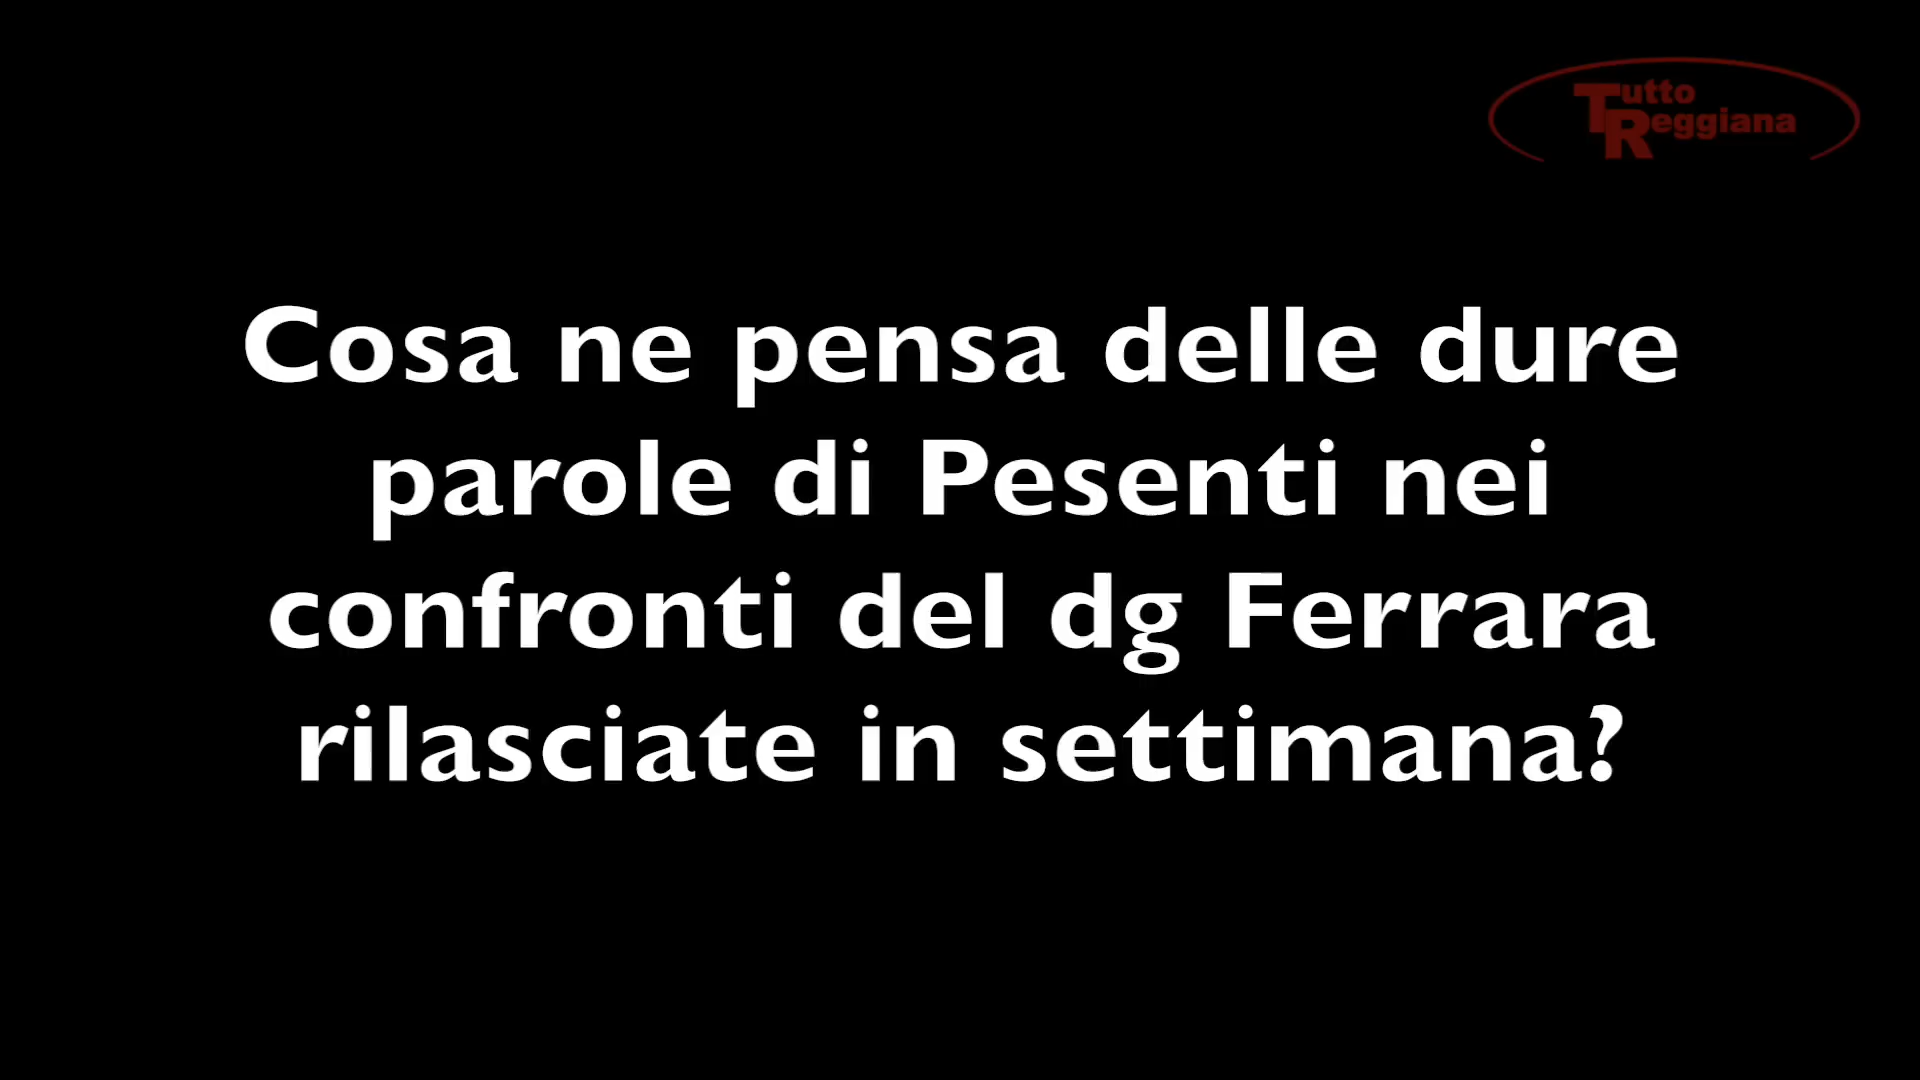 Tutto
Reggiana
Cosa ne pensa delle dure
parole di Pesenti nei
confronti del dg Ferrara
rilasciate in settimana?